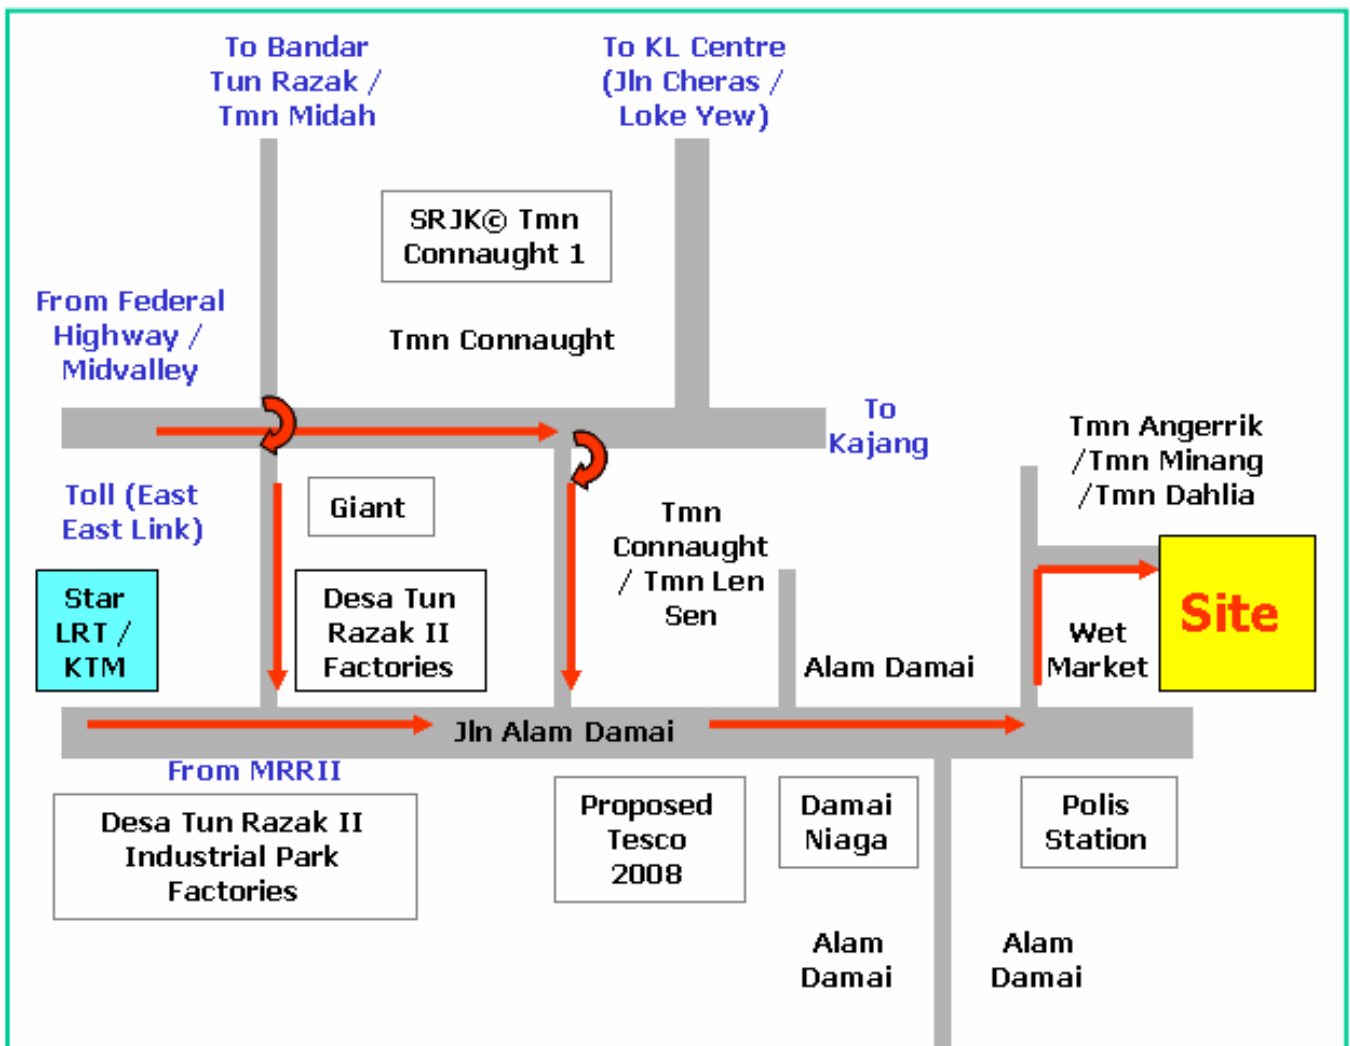 To Bandar
Tun Razak /
Tmn Midah
To KL Centre
(Jln Cheras /
Loke Yew)
SRJK© Tmn
Connaught 1
From Federal
Highway /
Midvalley
Tmn Connaught
To
Kajang
Tmn Angerrik
/Tmn Minang
/Tmn Dahlia
Toll (East
East Link)
Giant
Tmn
Connaught
/ Tmn Len
Sen
Star
LRT /
KTM
Desa Tun
Razak II
Factories
Alam Damai
Wet
Market
Site
Jln Alam Damai
From MRRII
Desa Tun Razak II
Industrial Park
Factories
Proposed
Tesco
2008
Damai
Niaga
Polis
Station
Alam
Damai
Alam
Damai